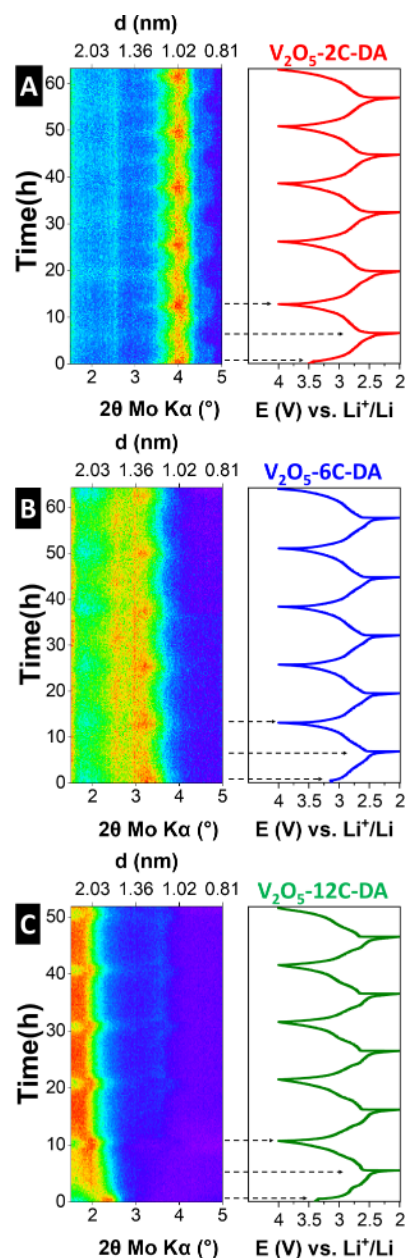 d (nm)
2.03 1.36 1.02 0.81
V₂O₅-2C-DA
A
Time(h)
60
50
40
30
20
10
0
2 3 4 5
4 3.5 3 2.5 2
2θ Mo Kα (°)
E (V) vs. Li⁺/Li
d (nm)
2.03 1.36 1.02 0.81
V₂O₅-6C-DA
B
Time(h)
60
50
40
30
20
10
0
2 3 4 5
4 3.5 3 2.5 2
2θ Mo Kα (°)
E (V) vs. Li⁺/Li
d (nm)
2.03 1.36 1.02 0.81
V₂O₅-12C-DA
C
Time(h)
50
40
30
20
10
0
2 3 4 5
4 3.5 3 2.5 2
2θ Mo Kα (°)
E (V) vs. Li⁺/Li